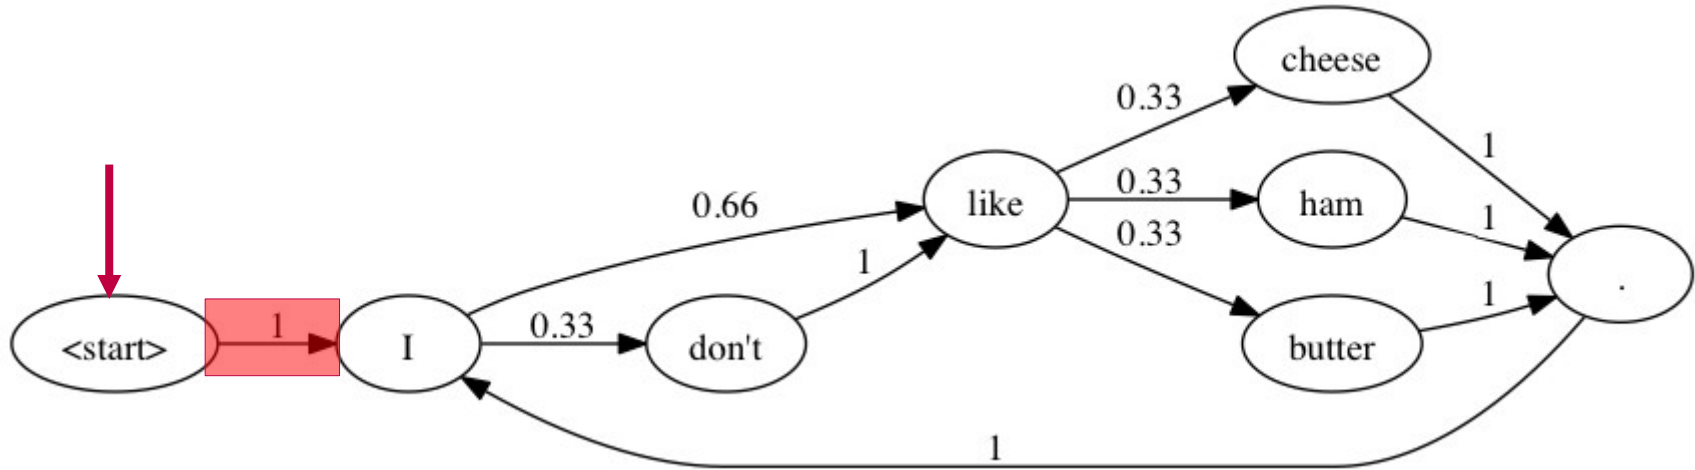 cheese
0.33
1
0.33
0.66
like
ham
1
0.33
1
1
.
1
0.33
<start>
I
don't
butter
1